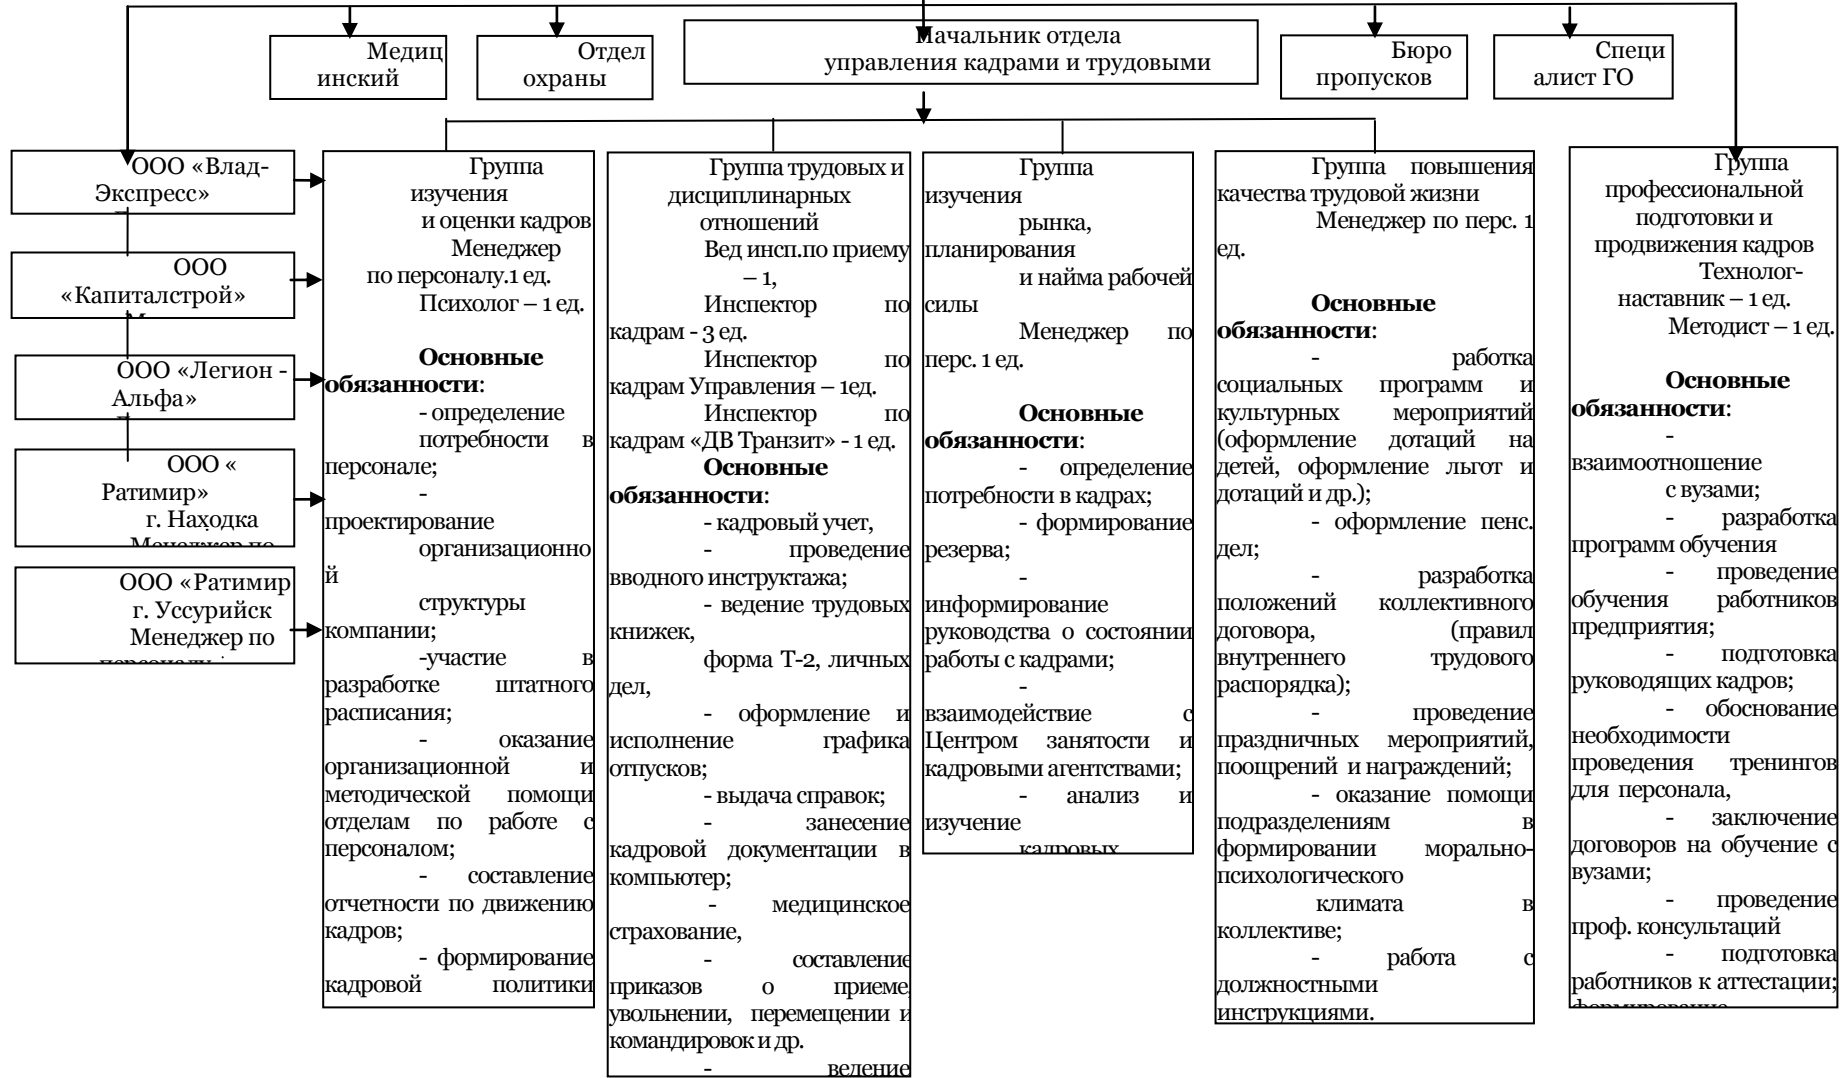 Медиц
инский
Отдел
охраны
Начальник отдела
управления кадрами и трудовыми
Бюро
пропусков
Специ
алист ГО
ООО «Влад-
Экспресс»
ООО
«Капиталстрой»
ООО «Легион -
Альфа»
ООО «
Ратимир»
г. Находка
Менеджер по
ООО «Ратимир
г. Уссурийск
Менеджер по
персоналу
Группа
изучения
и оценки кадров
Менеджер
по персоналу.1 ед.
Психолог – 1 ед.
Основные
обязанности:
- определение
потребности в
персонале;
-
проектирование
организационно
й
структуры
компании;
-участие в
разработке штатного
расписания;
- оказание
организационной и
методической помощи
отделам по работе с
персоналом;
- составление
отчетности по движению
кадров;
- формирование
кадровой политики
Группа трудовых и
дисциплинарных
отношений
Вед инсп.по приему
– 1,
Инспектор по
кадрам - 3 ед.
Инспектор по
кадрам Управления – 1ед.
Инспектор по
кадрам «ДВ Транзит» - 1 ед.
Основные
обязанности:
- кадровый учет,
- проведение
вводного инструктажа;
- ведение трудовых
книжек,
форма Т-2, личных
дел,
- оформление и
исполнение графика
отпусков;
- выдача справок;
- занесение
кадровой документации в
компьютер;
- медицинское
страхование,
- составление
приказов о приеме,
увольнении, перемещении и
командировок и др.
- ведение
Группа
изучения
рынка,
планирования
и найма рабочей
силы
Менеджер по
перс. 1 ед.
Основные
обязанности:
- определение
потребности в кадрах;
- формирование
резерва;
-
информирование
руководства о состоянии
работы с кадрами;
-
взаимодействие с
Центром занятости и
кадровыми агентствами;
- анализ и
изучение
кадровых
Группа повышения
качества трудовой жизни
Менеджер по перс. 1
ед.
Основные
обязанности:
- работка
социальных программ и
культурных мероприятий
(оформление дотаций на
детей, оформление льгот и
дотаций и др.);
- оформление пенс.
дел;
- разработка
положений коллективного
договора, (правил
внутреннего трудового
распорядка);
- проведение
праздничных мероприятий,
поощрений и награждений;
- оказание помощи
подразделениям в
формировании морально-
психологического
климата в
коллективе;
- работа с
должностными
инструкциями.
Группа
профессиональной
подготовки и
продвижения кадров
Технолог-
наставник – 1 ед.
Методист – 1 ед.
Основные
обязанности:
-
взаимоотношение
с вузами;
- разработка
программ обучения
- проведение
обучения работников
предприятия;
- подготовка
руководящих кадров;
- обоснование
необходимости
проведения тренингов
для персонала,
- заключение
договоров на обучение с
вузами;
- проведение
проф. консультаций
- подготовка
работников к аттестации;
формирование